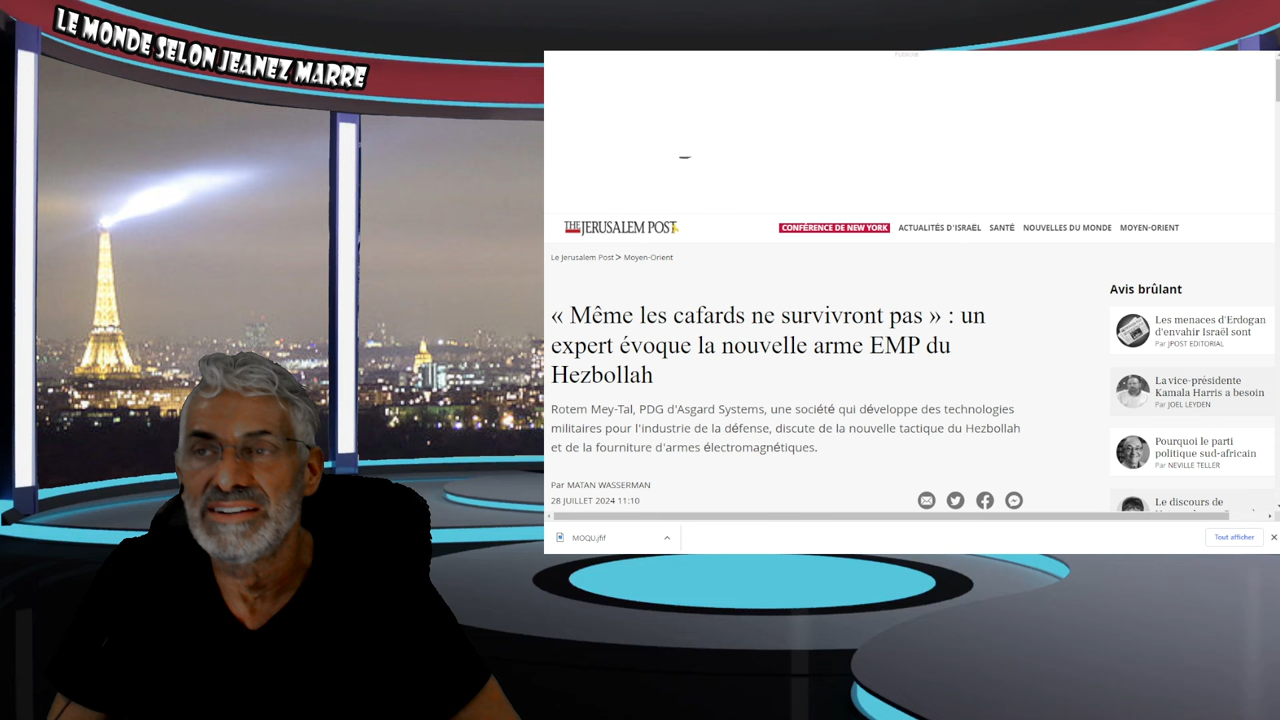 LE MONDE SELON JEANEZ MARRE
Publicité
THE JERUSALEM POST
CONFÉRENCE DE NEW YORK ACTUALITÉS D'ISRAËL SANTÉ NOUVELLES DU MONDE MOYEN-ORIENT
Le Jerusalem Post > Moyen-Orient
« Même les cafards ne survivront pas » : un
expert évoque la nouvelle arme EMP du
Hezbollah
Rotem Mey-Tal, PDG d'Asgard Systems, une société qui développe des technologies
militaires pour l'industrie de la défense, discute de la nouvelle tactique du Hezbollah
et de la fourniture d'armes électromagnétiques.
Par MATAN WASSERMAN
28 JUILLET 2024 11:10
Avis brûlant
Les menaces d'Erdogan
d'envahir Israël sont
Par JPOST EDITORIAL
La vice-présidente
Kamala Harris a besoin
Par JOEL LEYDEN
Pourquoi le parti
politique sud-africain
Par NEVILLE TELLER
Le discours de
MOQU.jfif
Tout afficher